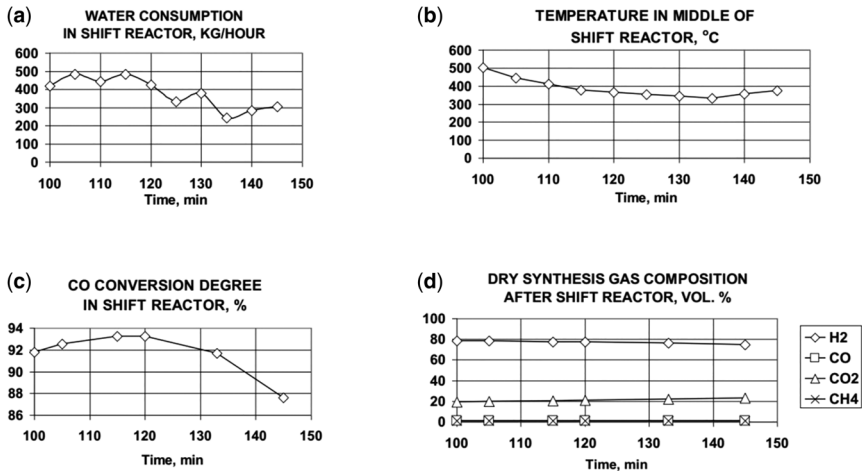 (a)
WATER CONSUMPTION
IN SHIFT REACTOR, KG/HOUR
600
500
400
300
200
100
0
100 110 120 130 140 150
Time, min
(b)
TEMPERATURE IN MIDDLE OF
SHIFT REACTOR, °C
600
500
400
300
200
100
0
100 110 120 130 140 150
Time, min
(c)
CO CONVERSION DEGREE
IN SHIFT REACTOR, %
94
92
90
88
86
100 110 120 130 140 150
Time, min
(d)
DRY SYNTHESIS GAS COMPOSITION
AFTER SHIFT REACTOR, VOL. %
100
80
60
40
20
0
100 110 120 130 140 150
Time, min
H2
CO
CO2
CH4